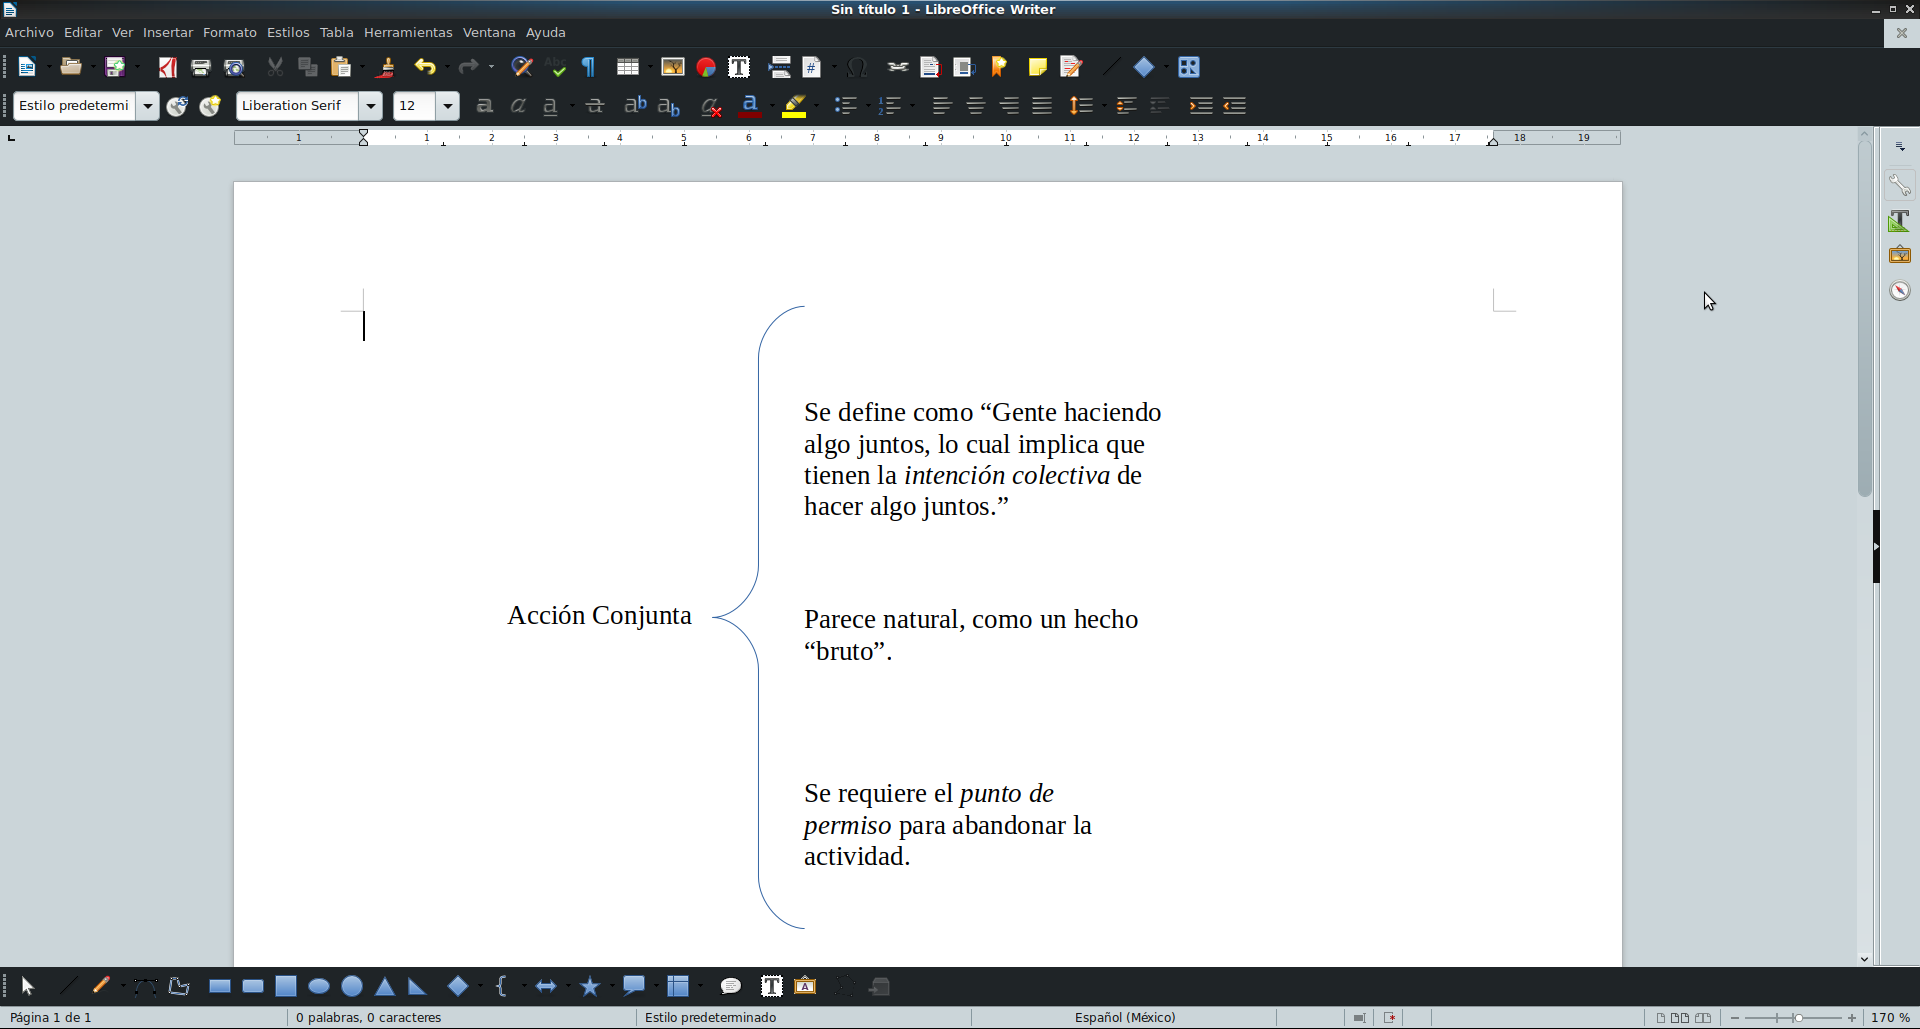 Sin título 1 - LibreOffice Writer
Archivo Editar Ver Insertar Formato Estilos Tabla Herramientas Ventana Ayuda
Estilo predetermi Liberation Serif 12
1 1 2 3 4 5 6 7 8 9 10 11 12 13 14 15 16 17 18 19
Se define como “Gente haciendo
algo juntos, lo cual implica que
tienen la intención colectiva de
hacer algo juntos.”
Acción Conjunta
Parece natural, como un hecho
“bruto”.
Se requiere el punto de
permiso para abandonar la
actividad.
Página 1 de 1 0 palabras, 0 caracteres Estilo predeterminado Español (México) 170 %